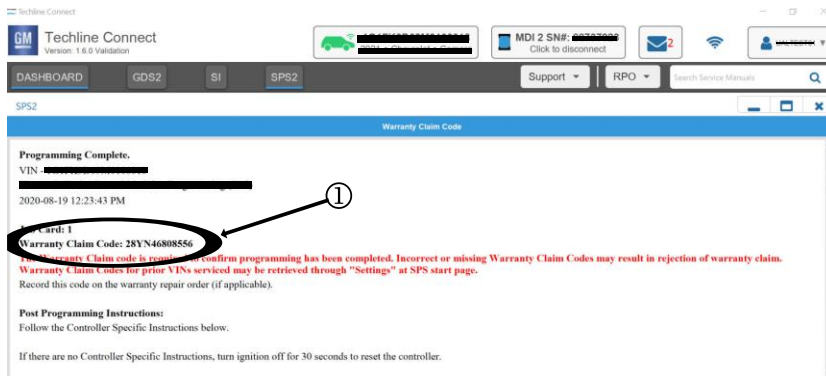 Techline Connect
GM Techline Connect
Version: 1.6.0 Validation
MDI 2 SN#:
Click to disconnect
2
DASHBOARD GDS2 SI SPS2 Support RPO Search Service Manuals
SPS2
Warranty Claim Code
Programming Complete.
VIN -
2020-08-19 12:23:43 PM
①
Card: 1
Warranty Claim Code: 28YN46808556
The Warranty Claim code is required to confirm programming has been completed. Incorrect or missing Warranty Claim Codes may result in rejection of warranty claim.
Warranty Claim Codes for prior VINs serviced may be retrieved through "Settings" at SPS start page.
Record this code on the warranty repair order (if applicable).
Post Programming Instructions:
Follow the Controller Specific Instructions below.
If there are no Controller Specific Instructions, turn ignition off for 30 seconds to reset the controller.